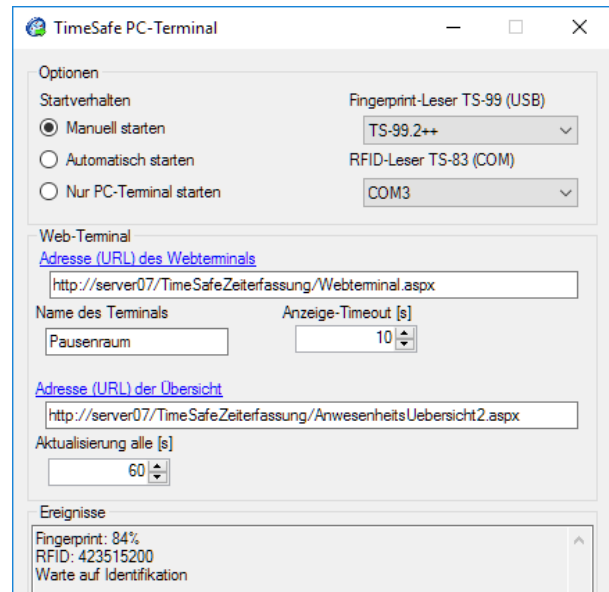 TimeSafe PC-Terminal
Optionen
Startverhalten
Fingerprint-Leser TS-99 (USB)
Manuell starten
TS-99.2++
Automatisch starten
RFID-Leser TS-83 (COM)
Nur PC-Terminal starten
COM3
Web-Terminal
Adresse (URL) des Webterminals
http://server07/TimeSafeZeiterfassung/Webterminal.aspx
Name des Terminals
Anzeige-Timeout [s]
Pausenraum
10
Adresse (URL) der Übersicht
http://server07/TimeSafeZeiterfassung/AnwesenheitsUebersicht2.aspx
Aktualisierung alle [s]
60
Ereignisse
Fingerprint: 84%
RFID: 423515200
Warte auf Identifikation